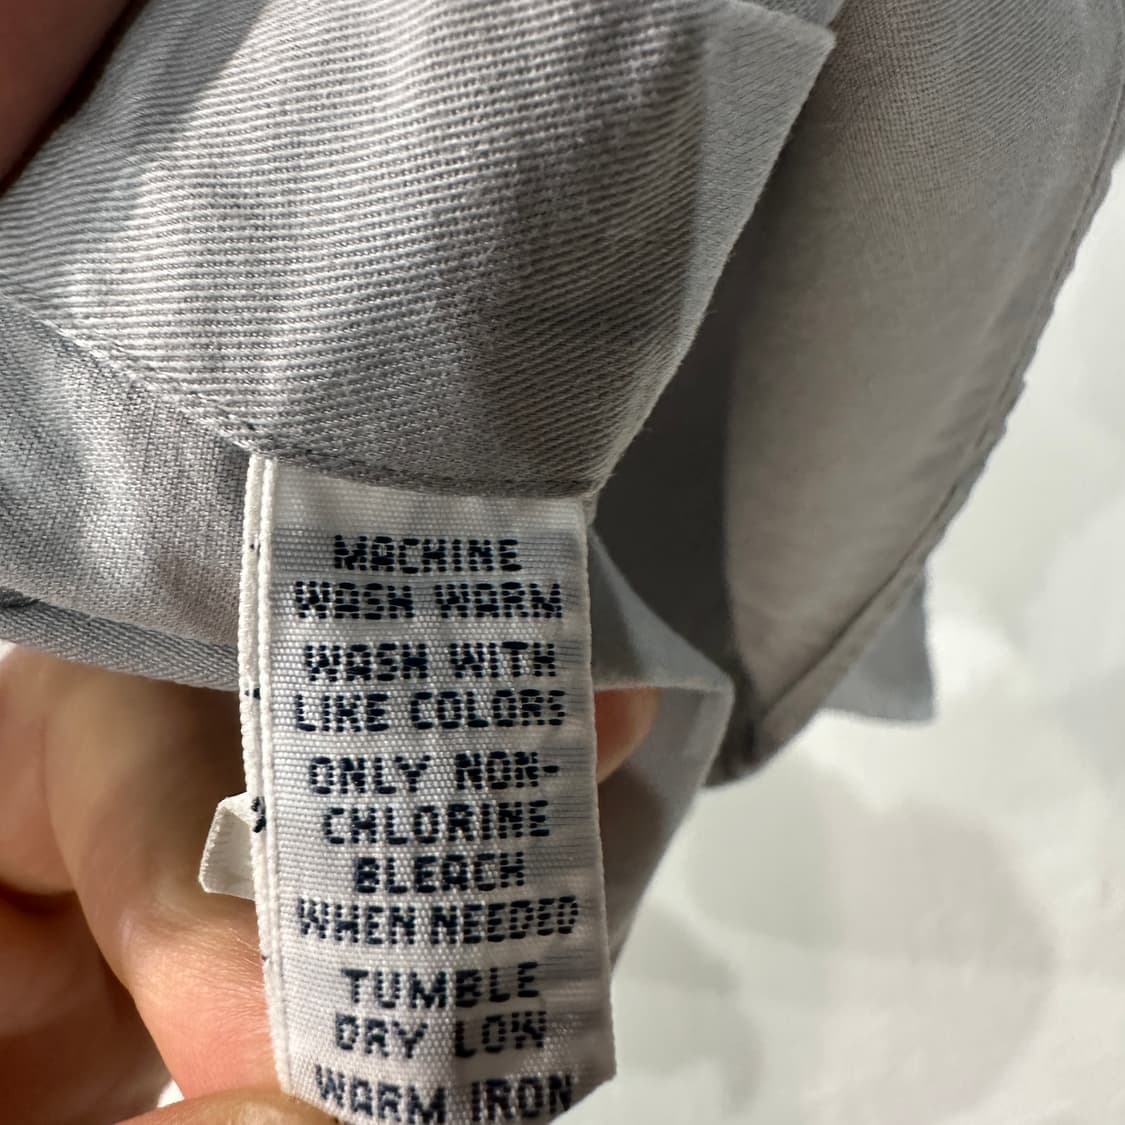 MACHINE
WASH WARM
WASH WITH
LIKE COLORS
ONLY NON-
CHLORINE
BLEACH
WHEN NEEDED
TUMBLE
DRY LOW
WARM IRON